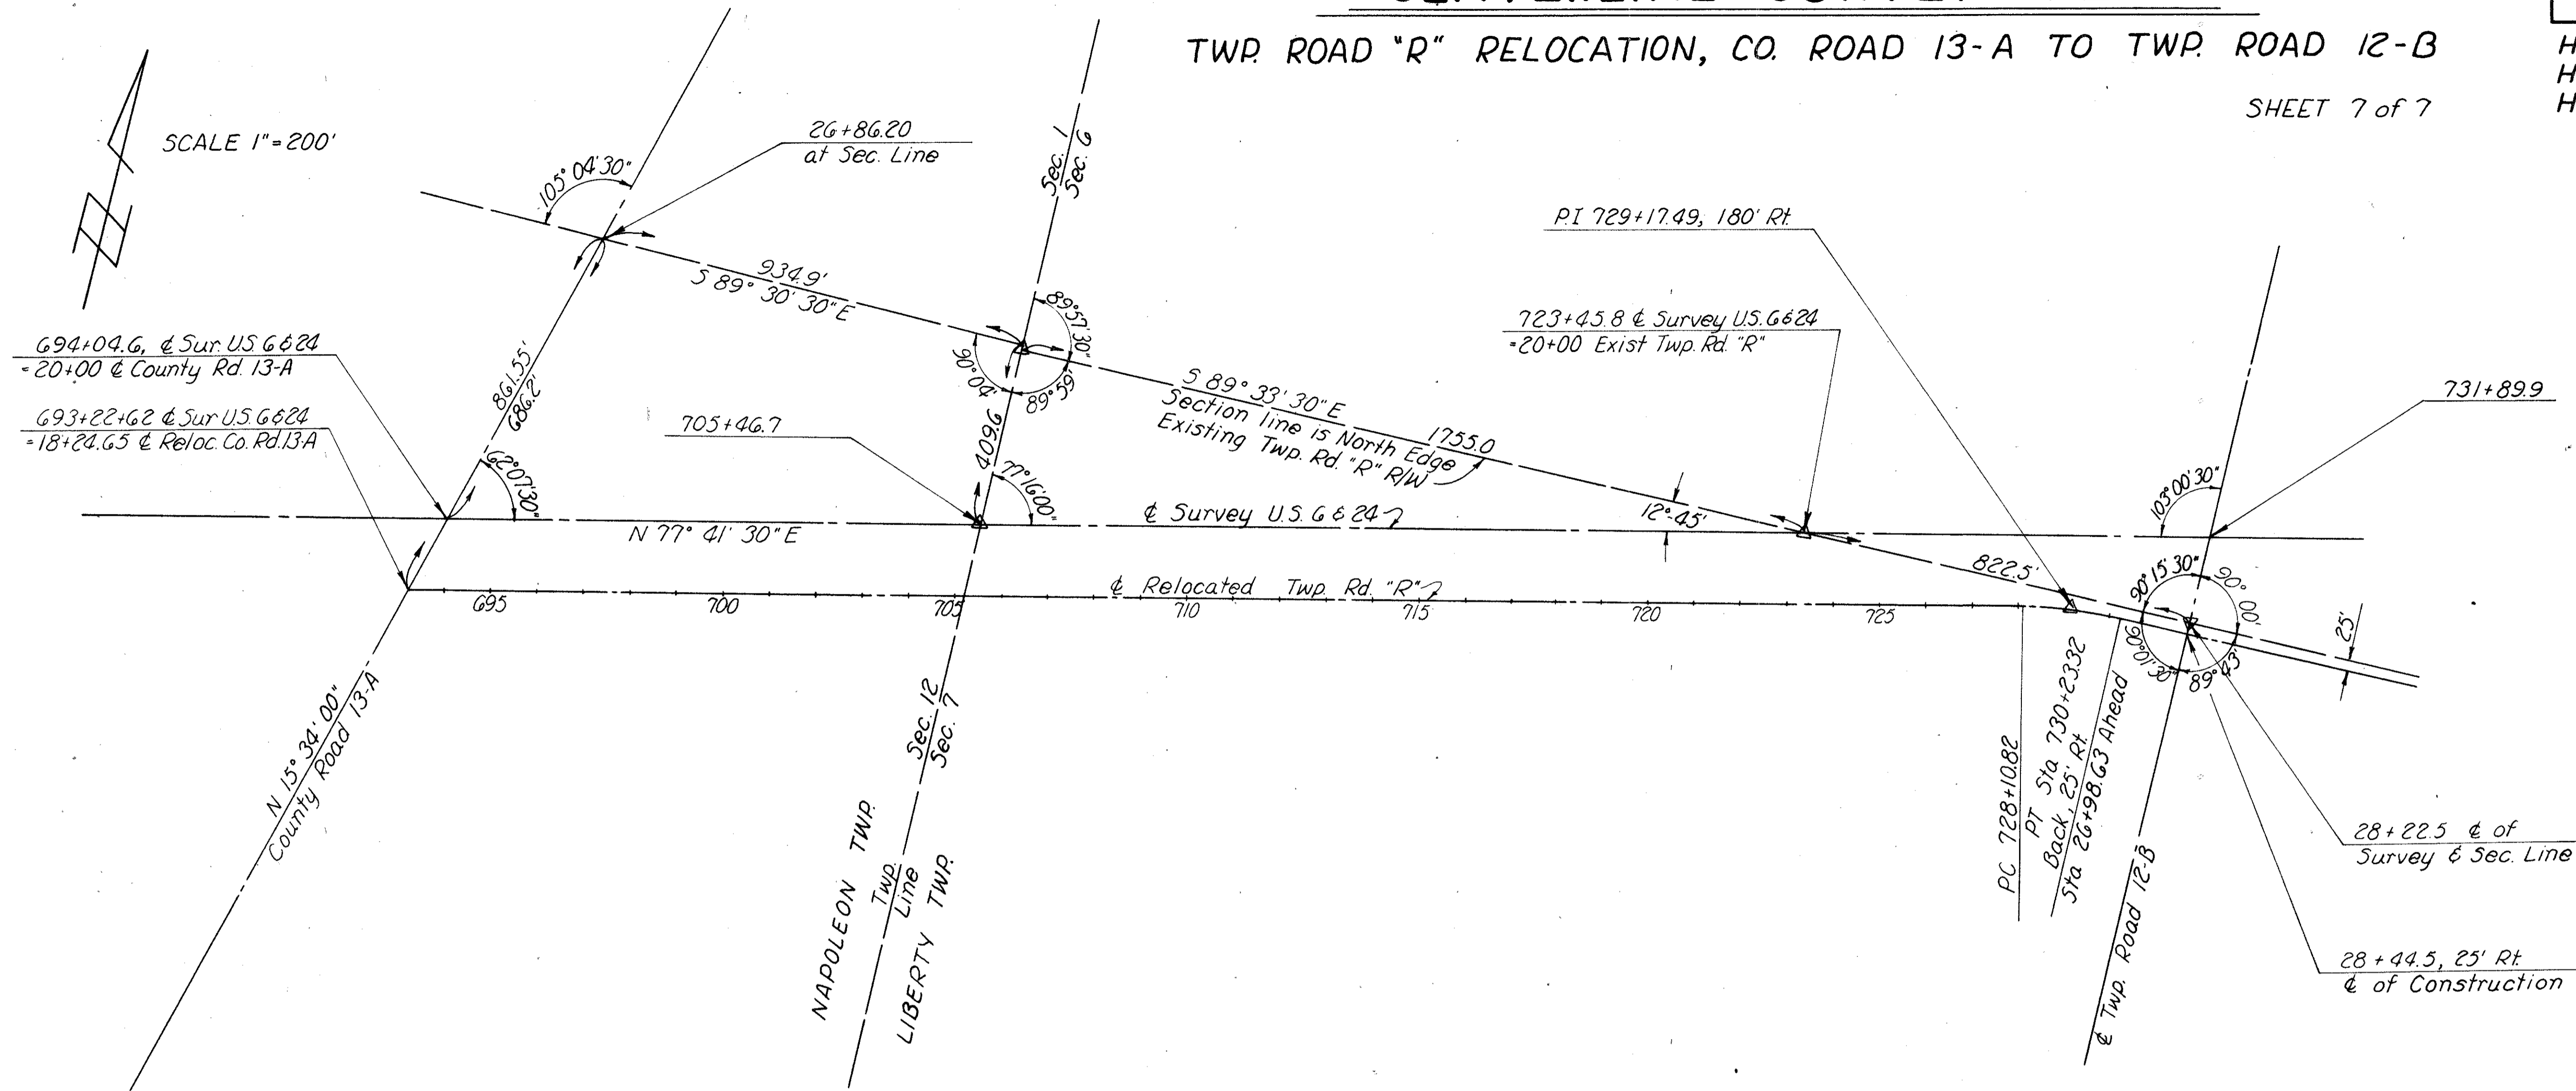 TWP. ROAD "R" RELOCATION, CO. ROAD 13-A TO TWP. ROAD 12-B
SHEET 7 of 7
H
H
H
SCALE 1"=200'
105° 04' 30"
26+86.20
at Sec. Line
Sec. 1
Sec. 6
P.I 729+17.49, 180' Rt.
934.9'
S 89° 30' 30" E
89°57'30"
90° 04'
89° 59'
723+45.8 ℄ Survey U.S. 6 & 24
=20+00 Exist Twp. Rd. "R"
694+04.6, ℄ Sur. U.S. 6 & 24
=20+00 ℄ County Rd. 13-A
861.55'
686.2'
693+22+62 ℄ Sur U.S. 6 & 24
=18+24.65 ℄ Reloc. Co. Rd. 13-A
62°07'30"
705+46.7
409.6
77°16'00"
S 89° 33' 30" E
1755.0
Section line is North Edge
Existing Twp. Rd. "R" R/W
731+89.9
103°00'30"
℄ Survey U.S. 6 & 24
12°-45'
N 77° 41' 30" E
822.5'
90° 15'30"
90° 00'
90°01'30"
89° 43'
25'
℄ Relocated Twp. Rd. "R"
695
700
705
710
715
720
725
N 15° 34' 00"
County Road 13-A
Sec. 12
Sec. 7
NAPOLEON TWP.
Twp.
Line
LIBERTY TWP.
PC 728+10.82
PT Sta 730+23.32
Back, 25' Rt.
Sta 26+98.63 Ahead
℄ Twp. Road 12-B
28+22.5 ℄ of
Survey & Sec. Line
28+44.5, 25' Rt.
℄ of Construction